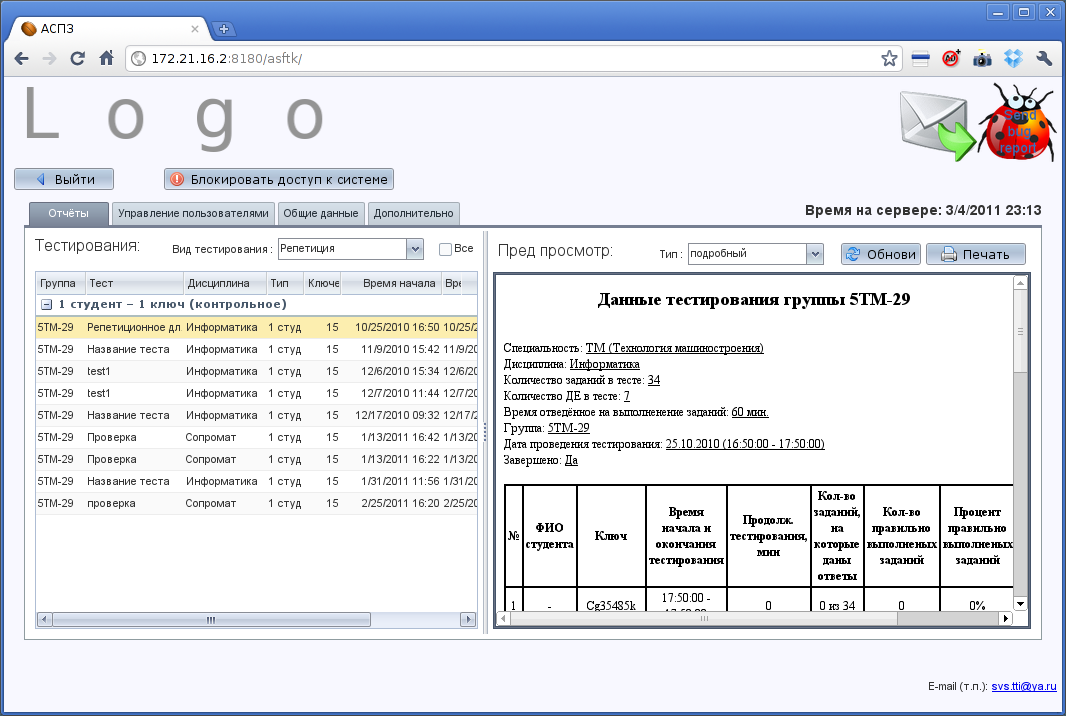 АСПЗ
172.21.16.2:8180/asftk/
Logo
Send
bug
report
Выйти
Блокировать доступ к системе
Отчёты
Управление пользователями
Общие данные
Дополнительно
Время на сервере: 3/4/2011 23:13
Тестирования:
Вид тестирования :
Репетиция
Все
Группа Тест Дисциплина Тип Ключе Время начала Вре
1 студент – 1 ключ (контрольное)
5ТМ-29 Репетиционное дл Информатика 1 студ 15 10/25/2010 16:50 10/25/2
5ТМ-29 Название теста Информатика 1 студ 15 11/9/2010 15:42 11/9/20
5ТМ-29 test1 Информатика 1 студ 15 12/6/2010 15:34 12/6/20
5ТМ-29 test1 Информатика 1 студ 15 12/7/2010 11:44 12/7/20
5ТМ-29 Название теста Информатика 1 студ 15 12/17/2010 09:32 12/17/2
5ТМ-29 Проверка Сопромат 1 студ 15 1/13/2011 16:42 1/13/20
5ТМ-29 Проверка Сопромат 1 студ 15 1/13/2011 16:22 1/13/20
5ТМ-29 Название теста Информатика 1 студ 15 1/31/2011 11:56 1/31/20
5ТМ-29 проверка Сопромат 1 студ 15 2/25/2011 16:20 2/25/20
Пред просмотр:
Тип :
подробный
Обнови
Печать
Данные тестирования группы 5ТМ-29
Специальность: ТМ (Технология машиностроения)
Дисциплина: Информатика
Количество заданий в тесте: 34
Количество ДЕ в тесте: 7
Время отведённое на выполненение заданий: 60 мин.
Группа: 5ТМ-29
Дата проведения тестирования: 25.10.2010 (16:50:00 - 17:50:00)
Завершено: Да
№
ФИО
студента
Ключ
Время
начала и
окончания
тестирования
Продолж.
тестирования,
мин
Кол-во
заданий,
на
которые
даны
ответы
Кол-во
правильно
выполненых
заданий
Процент
правильно
выполненых
заданий
1 - Cg35485k 17:50:00 - 0 0 из 34 0 0%
E-mail (т.п.): svs.tti@ya.ru